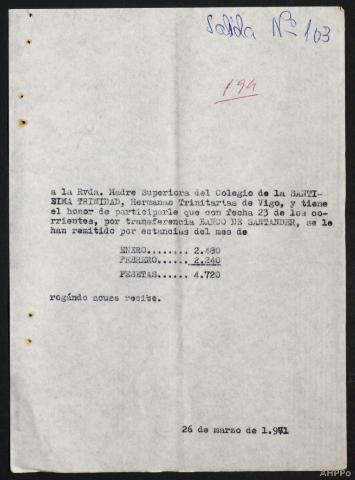 Salida Nº 103
194
a la Rvda. Madre Superiora del Colegio de la SANTI-
SIMA TRINIDAD, Hermanas Trinitarias de Vigo, y tiene
el honor de participarle que con fecha 23 de los co-
rrientes, por transferencia BANCO DE SANTANDER, se le
han remitido por estancias del mes de
ENERO....... 2.480
FEBRERO...... 2.240
PESETAS...... 4.720
rogándo acuse recibo.
26 de marzo de 1.971
AHPPo